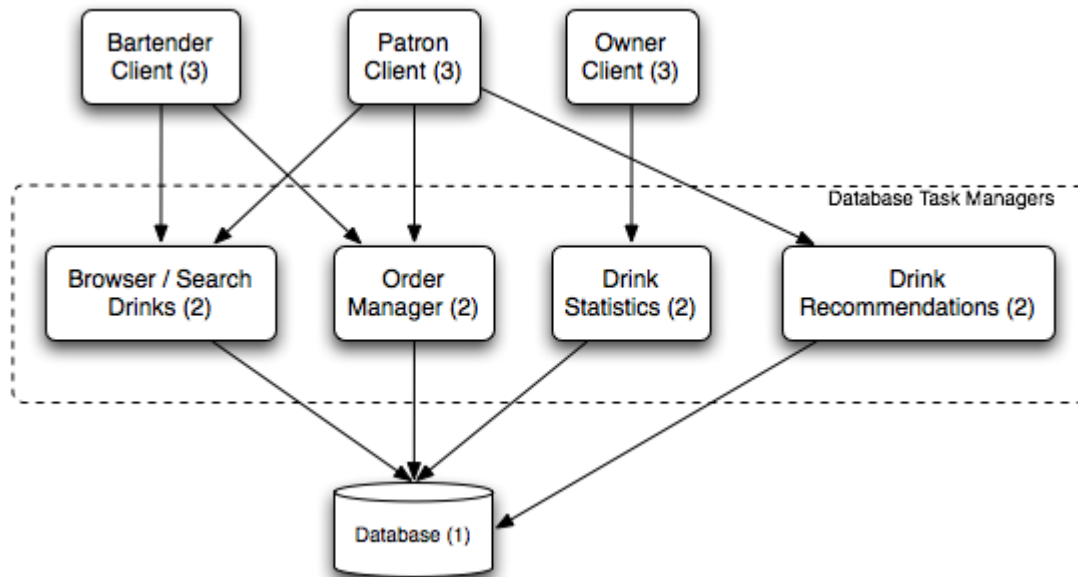 Bartender
Client (3)
Patron
Client (3)
Owner
Client (3)
Database Task Managers
Browser / Search
Drinks (2)
Order
Manager (2)
Drink
Statistics (2)
Drink
Recommendations (2)
Database (1)